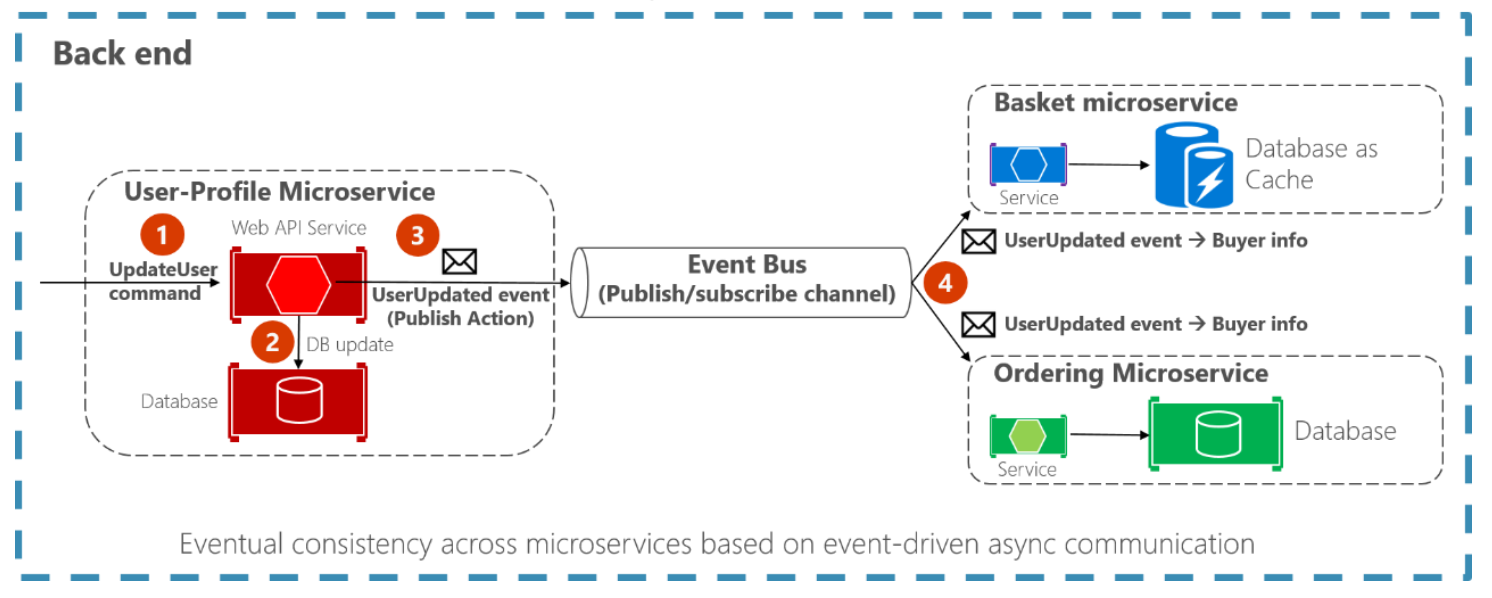 Back end
User-Profile Microservice
Web API Service
1
UpdateUser
command
2
DB update
Database
3
UserUpdated event
(Publish Action)
Event Bus
(Publish/subscribe channel)
4
Basket microservice
Service
Database as
Cache
UserUpdated event → Buyer info
UserUpdated event → Buyer info
Ordering Microservice
Service
Database
Eventual consistency across microservices based on event-driven async communication